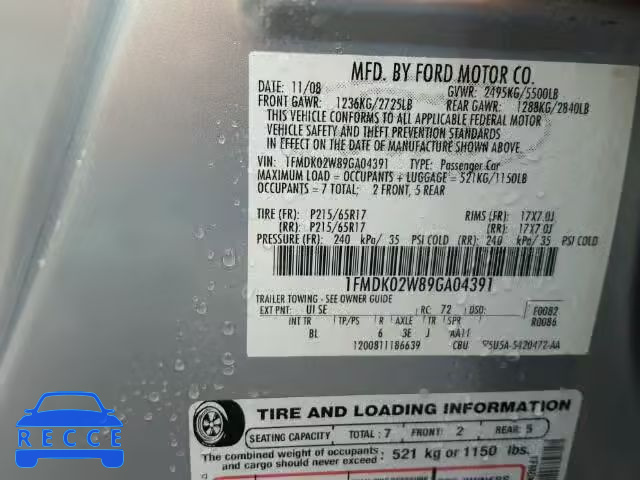 MFD. BY FORD MOTOR CO.
DATE: 11/08 GVWR: 2495KG/5500LB
FRONT GAWR: 1236KG/2725LB REAR GAWR: 1288KG/2840LB
THIS VEHICLE CONFORMS TO ALL APPLICABLE FEDERAL MOTOR
VEHICLE SAFETY AND THEFT PREVENTION STANDARDS
IN EFFECT ON THE DATE OF MANUFACTURE SHOWN ABOVE.
VIN: 1FMDK02W89GA04391 TYPE: Passenger Car
MAXIMUM LOAD = OCCUPANTS + LUGGAGE = 521KG/1150LB
OCCUPANTS = 7 TOTAL; 2 FRONT, 5 REAR
TIRE (FR): P215/65R17 RIMS (FR): 17X7.0J
(RR): P215/65R17 (RR): 17X7.0J
PRESSURE (FR): 240 kPa/ 35 PSI COLD (RR): 240 kPa/ 35 PSI COLD
1FMDK02W89GA04391
TRAILER TOWING - SEE OWNER GUIDE
EXT PNT: UI SE RC: 72 DSO: F0082
INT TR TP/PS R AXLE TR SPR R0086
BL 6 3E J AA11
1200811186639 CBU 5U5A-5420472-AA
TIRE AND LOADING INFORMATION
SEATING CAPACITY TOTAL : 7 FRONT: 2 REAR: 5
The combined weight of occupants and cargo should never exceed : 521 kg or 1150 lbs.
RECCE